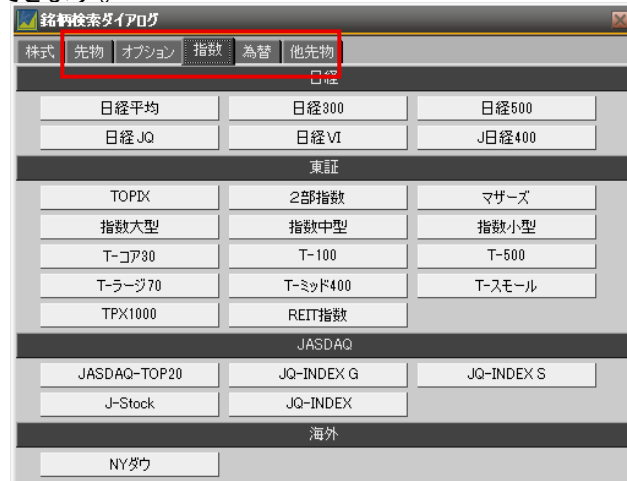 銘柄検索ダイアログ
株式 先物 オプション 指数 為替 他先物
日経
日経平均 日経300 日経500
日経JQ 日経VI J日経400
東証
TOPIX 2部指数 マザーズ
指数大型 指数中型 指数小型
T-コア30 T-100 T-500
T-ラージ70 T-ミッド400 T-スモール
TPX1000 REIT指数
JASDAQ
JASDAQ-TOP20 JQ-INDEX G JQ-INDEX S
J-Stock JQ-INDEX
海外
NYダウ